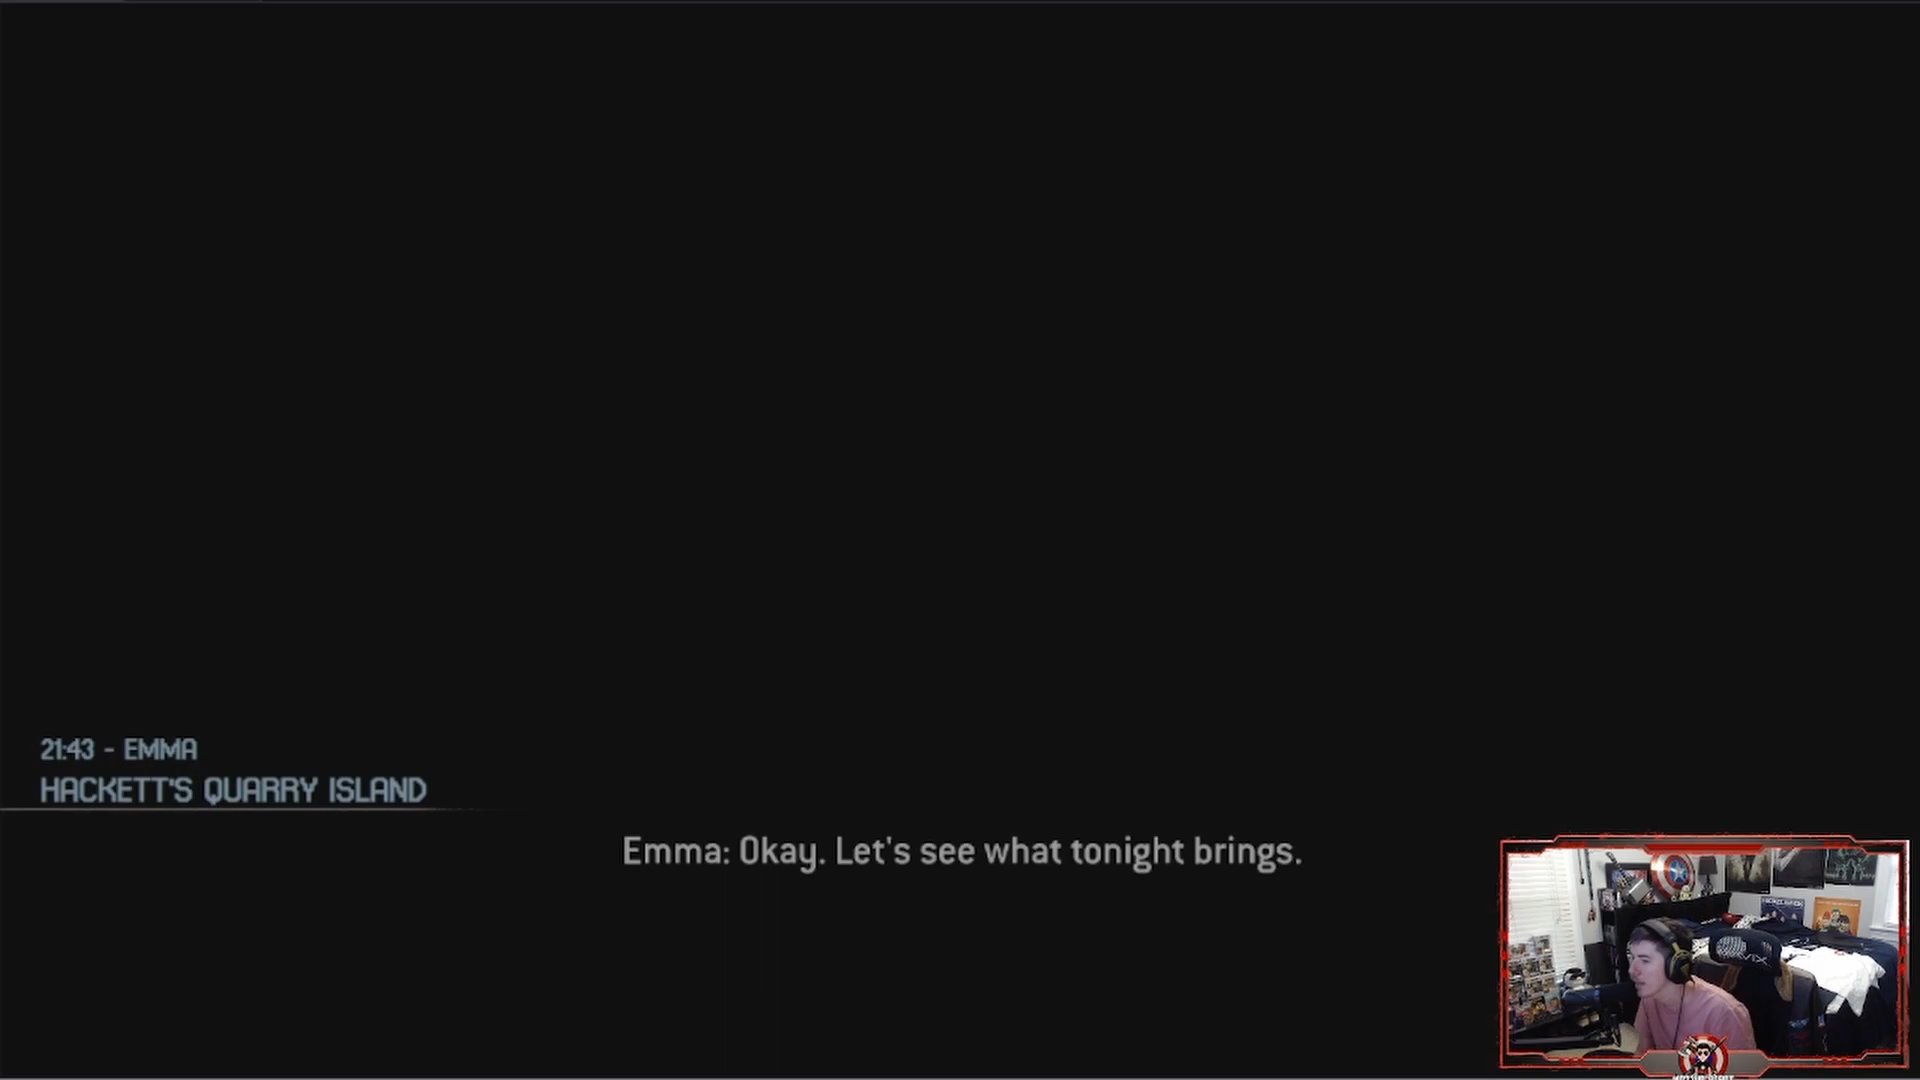 21:43 - EMMA
HACKETT'S QUARRY ISLAND
Emma: Okay. Let's see what tonight brings.